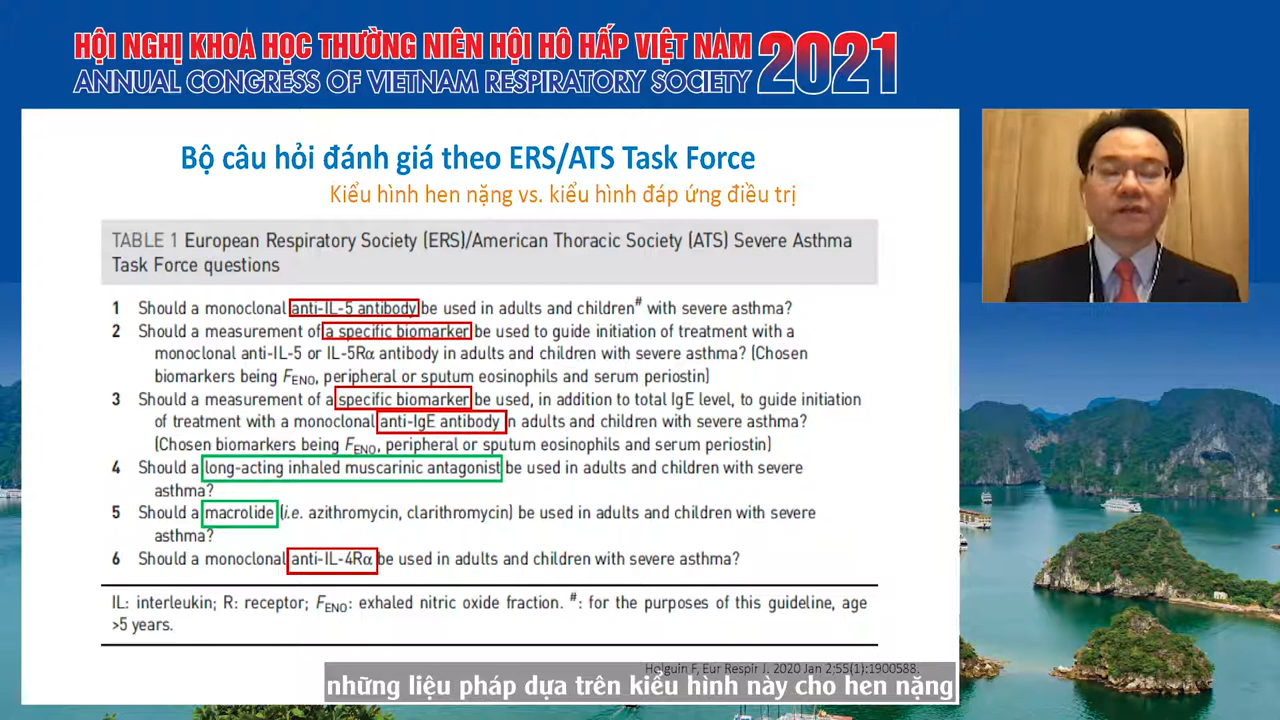 HỘI NGHỊ KHOA HỌC THƯỜNG NIÊN HỘI HÔ HẤP VIỆT NAM 2021
ANNUAL CONGRESS OF VIETNAM RESPIRATORY SOCIETY
Bộ câu hỏi đánh giá theo ERS/ATS Task Force
Kiểu hình hen nặng vs. kiểu hình đáp ứng điều trị
TABLE 1 European Respiratory Society (ERS)/American Thoracic Society (ATS) Severe Asthma
Task Force questions
1 Should a monoclonal anti-IL-5 antibody be used in adults and children# with severe asthma?
2 Should a measurement of a specific biomarker be used to guide initiation of treatment with a
monoclonal anti-IL-5 or IL-5Rα antibody in adults and children with severe asthma? (Chosen
biomarkers being FENO, peripheral or sputum eosinophils and serum periostin)
3 Should a measurement of a specific biomarker be used, in addition to total IgE level, to guide initiation
of treatment with a monoclonal anti-IgE antibody in adults and children with severe asthma?
(Chosen biomarkers being FENO, peripheral or sputum eosinophils and serum periostin)
4 Should a long-acting inhaled muscarinic antagonist be used in adults and children with severe
asthma?
5 Should a macrolide (i.e. azithromycin, clarithromycin) be used in adults and children with severe
asthma?
6 Should a monoclonal anti-IL-4Rα be used in adults and children with severe asthma?
IL: interleukin; R: receptor; FENO: exhaled nitric oxide fraction. #: for the purposes of this guideline, age
>5 years.
Holguin F, Eur Respir J. 2020 Jan 2;55(1):1900588.
những liệu pháp dựa trên kiểu hình này cho hen nặng